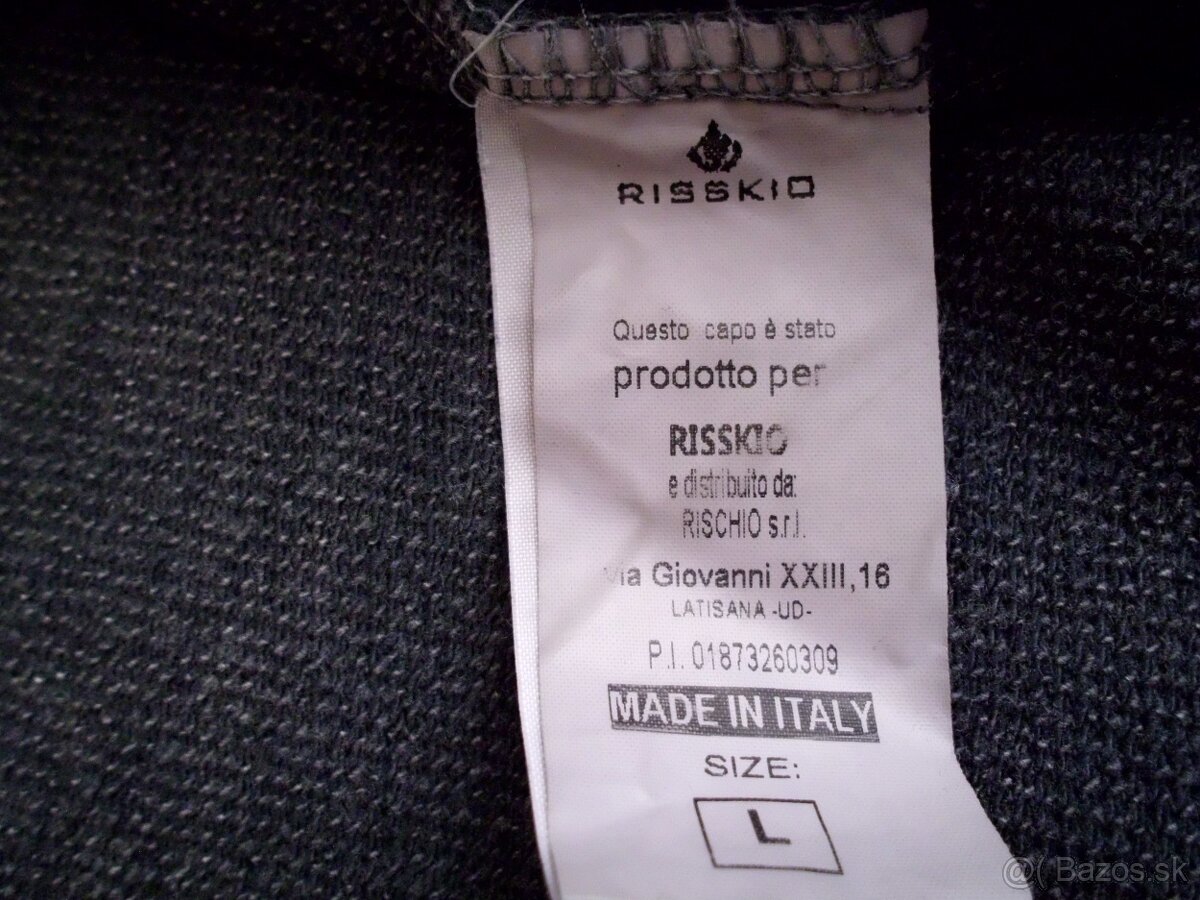 RISSKIO
Questo capo è stato
prodotto per
RISSKIO
e distribuito da:
RISCHIO s.r.l.
via Giovanni XXIII,16
LATISANA -UD-
P.I. 01873260309
MADE IN ITALY
SIZE:
L
@( Bazos.sk